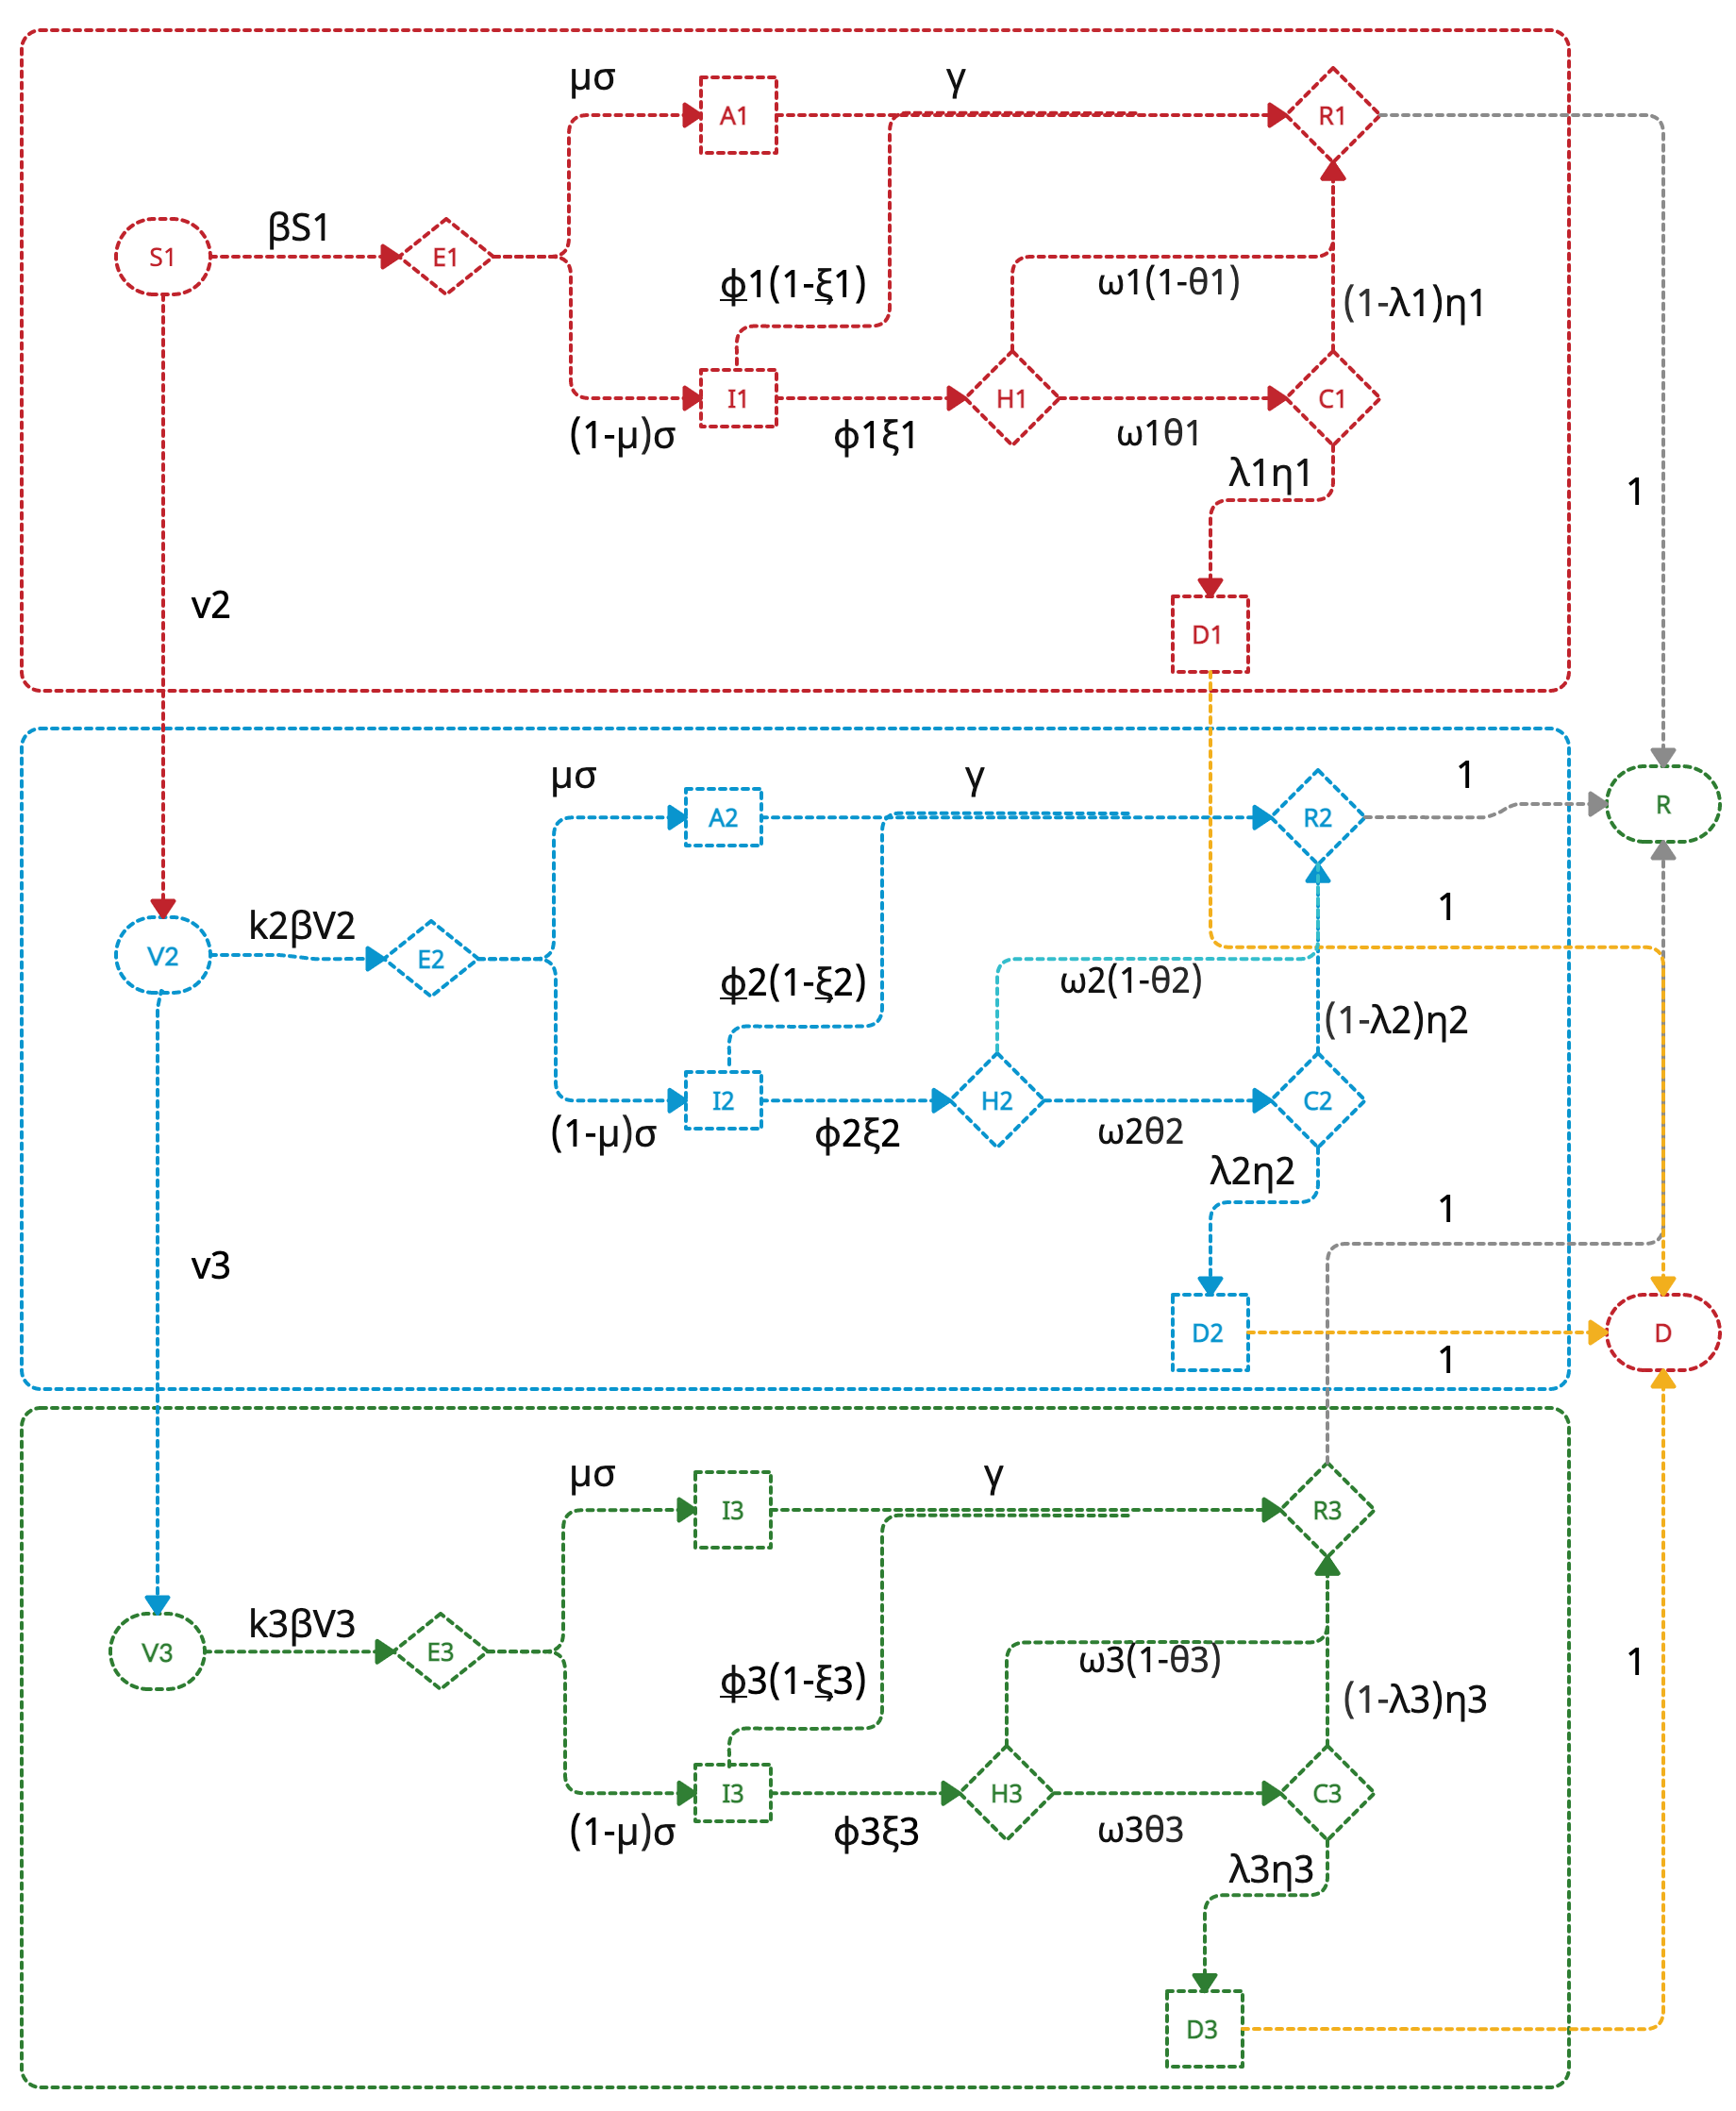 μσ
A1
γ
R1
S1
βS1
E1
ϕ1(1-ξ1)
ω1(1-θ1)
(1-λ1)η1
I1
H1
C1
(1-μ)σ
ϕ1ξ1
ω1θ1
λ1η1
1
v2
D1
μσ
A2
γ
R2
1
R
1
V2
k2βV2
E2
ϕ2(1-ξ2)
ω2(1-θ2)
(1-λ2)η2
I2
H2
C2
(1-μ)σ
ϕ2ξ2
ω2θ2
λ2η2
1
v3
D2
D
1
μσ
I3
γ
R3
V3
k3βV3
E3
ϕ3(1-ξ3)
ω3(1-θ3)
1
(1-λ3)η3
I3
H3
C3
(1-μ)σ
ϕ3ξ3
ω3θ3
λ3η3
D3